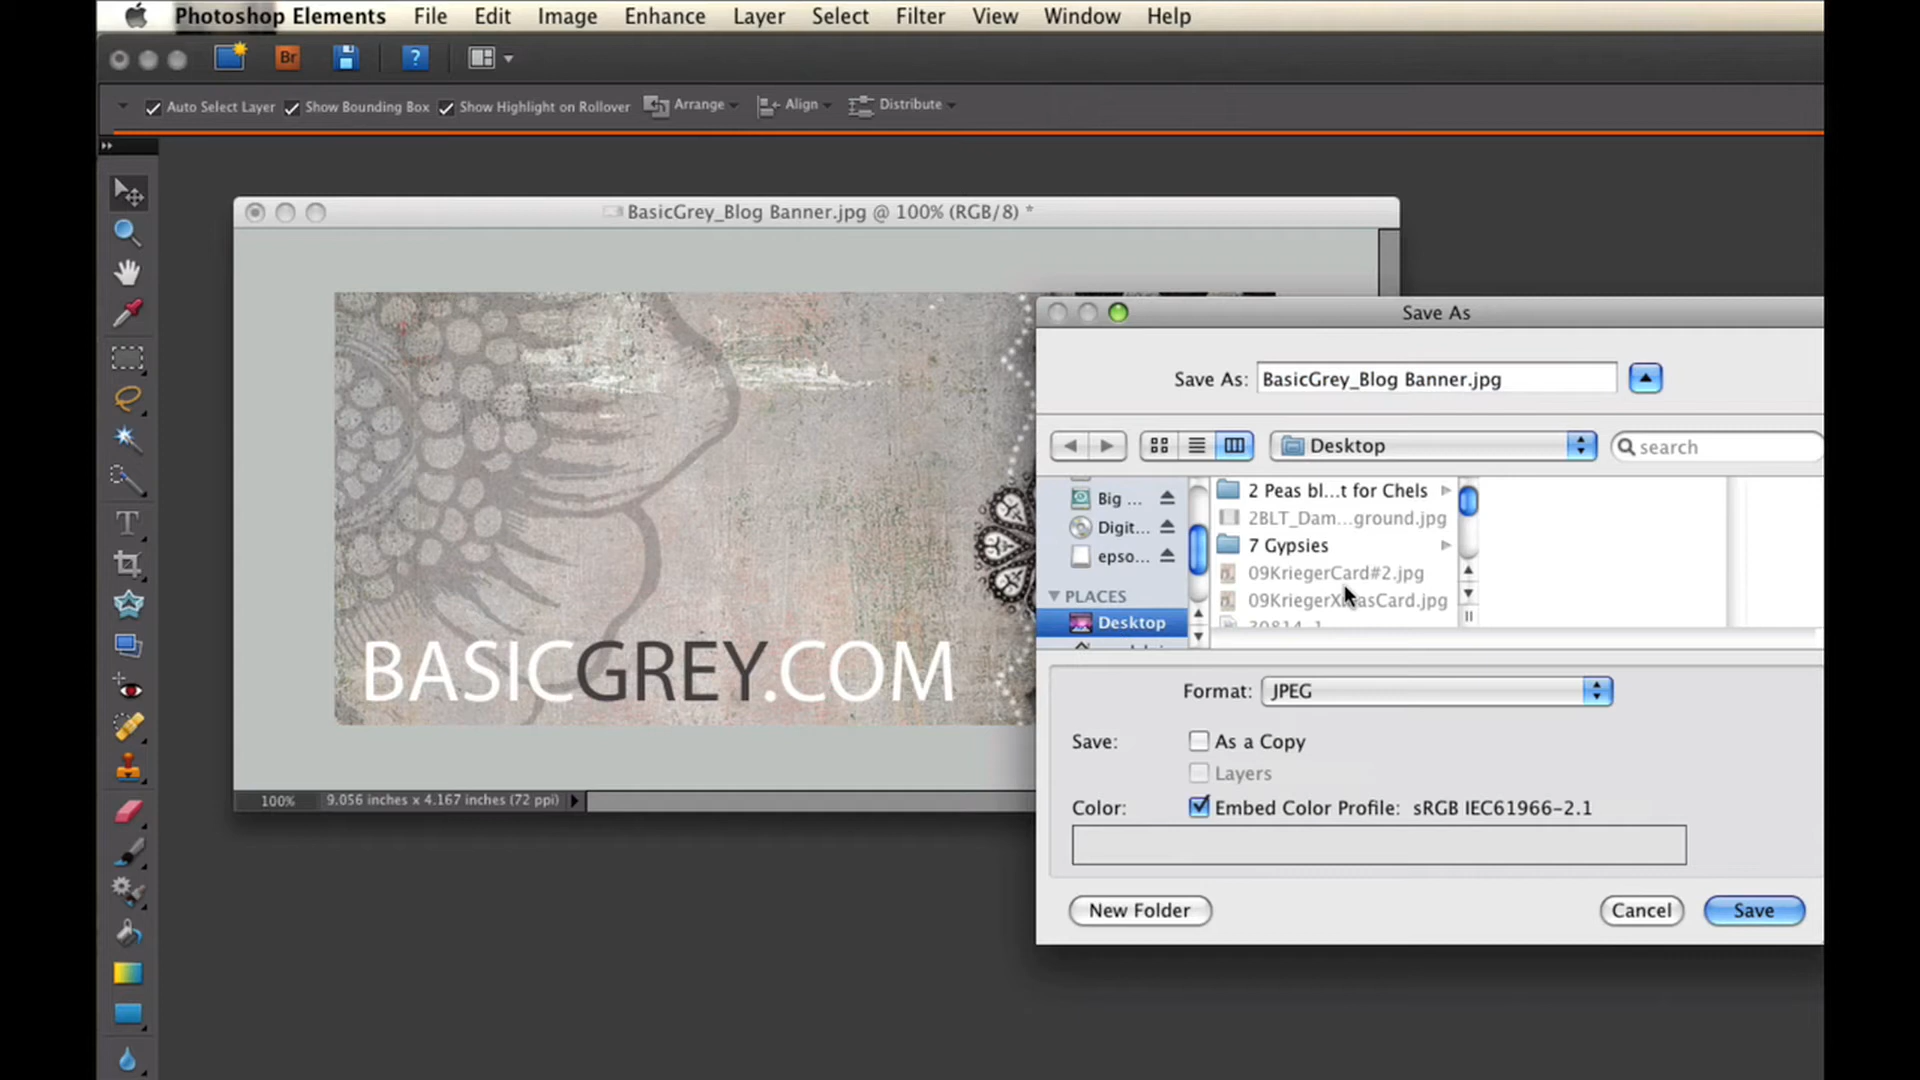 Photoshop Elements File Edit Image Enhance Layer Select Filter View Window Help
Br ?
Auto Select Layer Show Bounding Box Show Highlight on Rollover Arrange Align Distribute
BasicGrey_Blog Banner.jpg @ 100% (RGB/8) *
BASICGREY.COM
100% 9.056 inches x 4.167 inches (72 ppi)
T
Save As
Save As: BasicGrey_Blog Banner.jpg
Desktop
search
Big ...
Digit...
epso...
PLACES
Desktop
2 Peas bl...t for Chels
2BLT_Dam...ground.jpg
7 Gypsies
09KriegerCard#2.jpg
09KriegerXmasCard.jpg
Format: JPEG
Save: As a Copy
Layers
Color: Embed Color Profile: sRGB IEC61966-2.1
New Folder
Cancel
Save